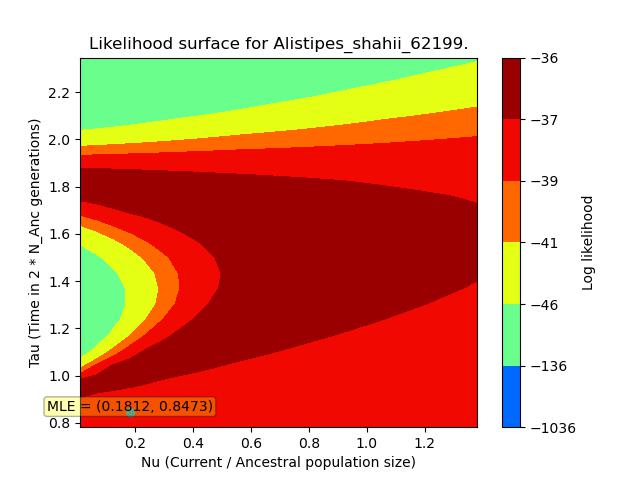 Likelihood surface for Alistipes_shahii_62199.
Tau (Time in 2 * N_Anc generations)
2.2
2.0
1.8
1.6
1.4
1.2
1.0
0.8
MLE = (0.1812, 0.8473)
0.2 0.4 0.6 0.8 1.0 1.2
Nu (Current / Ancestral population size)
−36
−37
−39
−41
−46
−136
−1036
Log likelihood